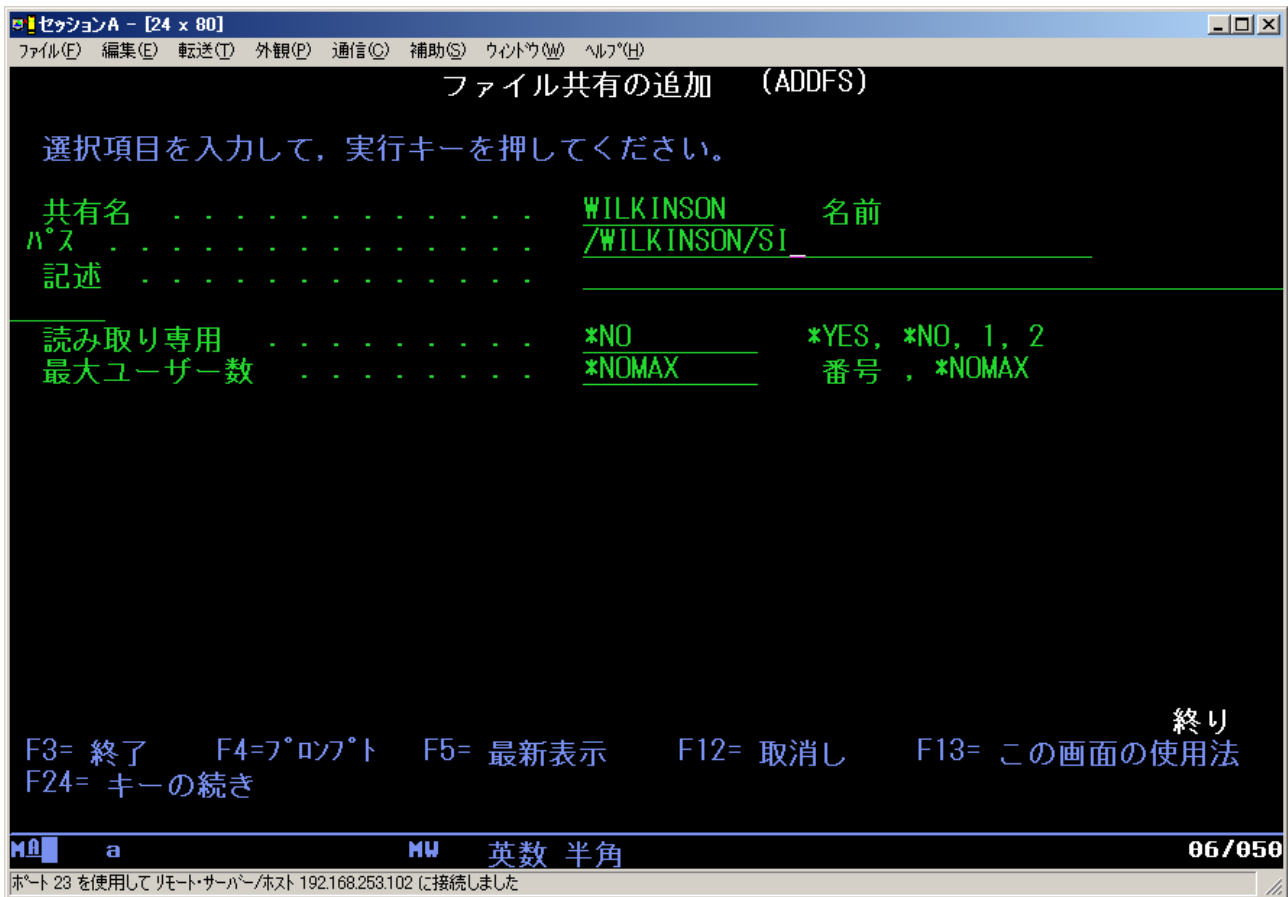 セッションA - [24 x 80]
ファイル(F) 編集(E) 転送(T) 外観(P) 通信(C) 補助(S) ウィンドウ(W) ヘルプ(H)
ファイル共有の追加 (ADDFS)
選択項目を入力して，実行キーを押してください。
共有名 . . . . . . . . . . . . WILKINSON 名前
パス . . . . . . . . . . . . . . /WILKINSON/SI_
記述 . . . . . . . . . . . . .
読み取り専用 . . . . . . . . . *NO *YES, *NO, 1, 2
最大ユーザー数 . . . . . . . . *NOMAX 番号 , *NOMAX
終り
F3= 終了 F4=プロンプト F5= 最新表示 F12= 取消し F13= この画面の使用法
F24= キーの続き
MA a MW 英数 半角 06/050
ポート 23 を使用して リモート・サーバー/ホスト 192.168.253.102 に接続しました